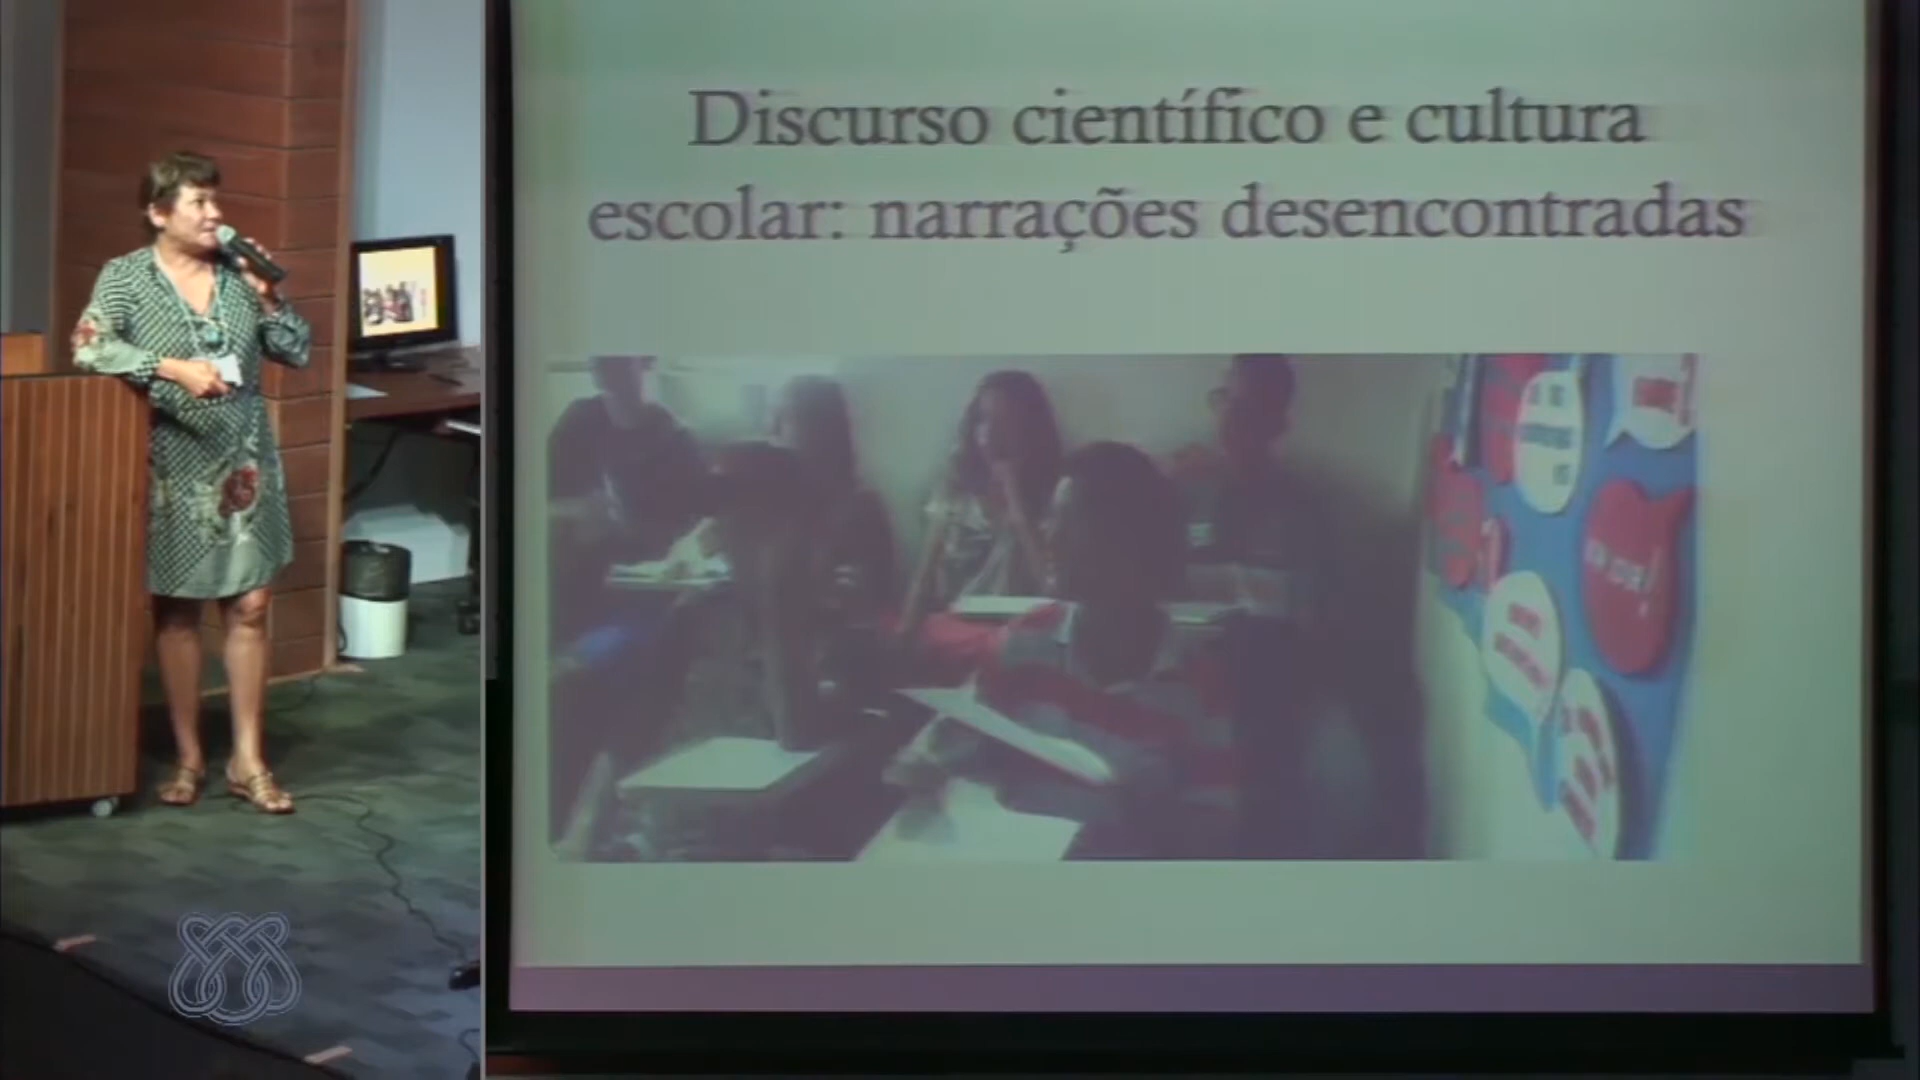 Discurso científico e cultura
escolar: narrações desencontradas